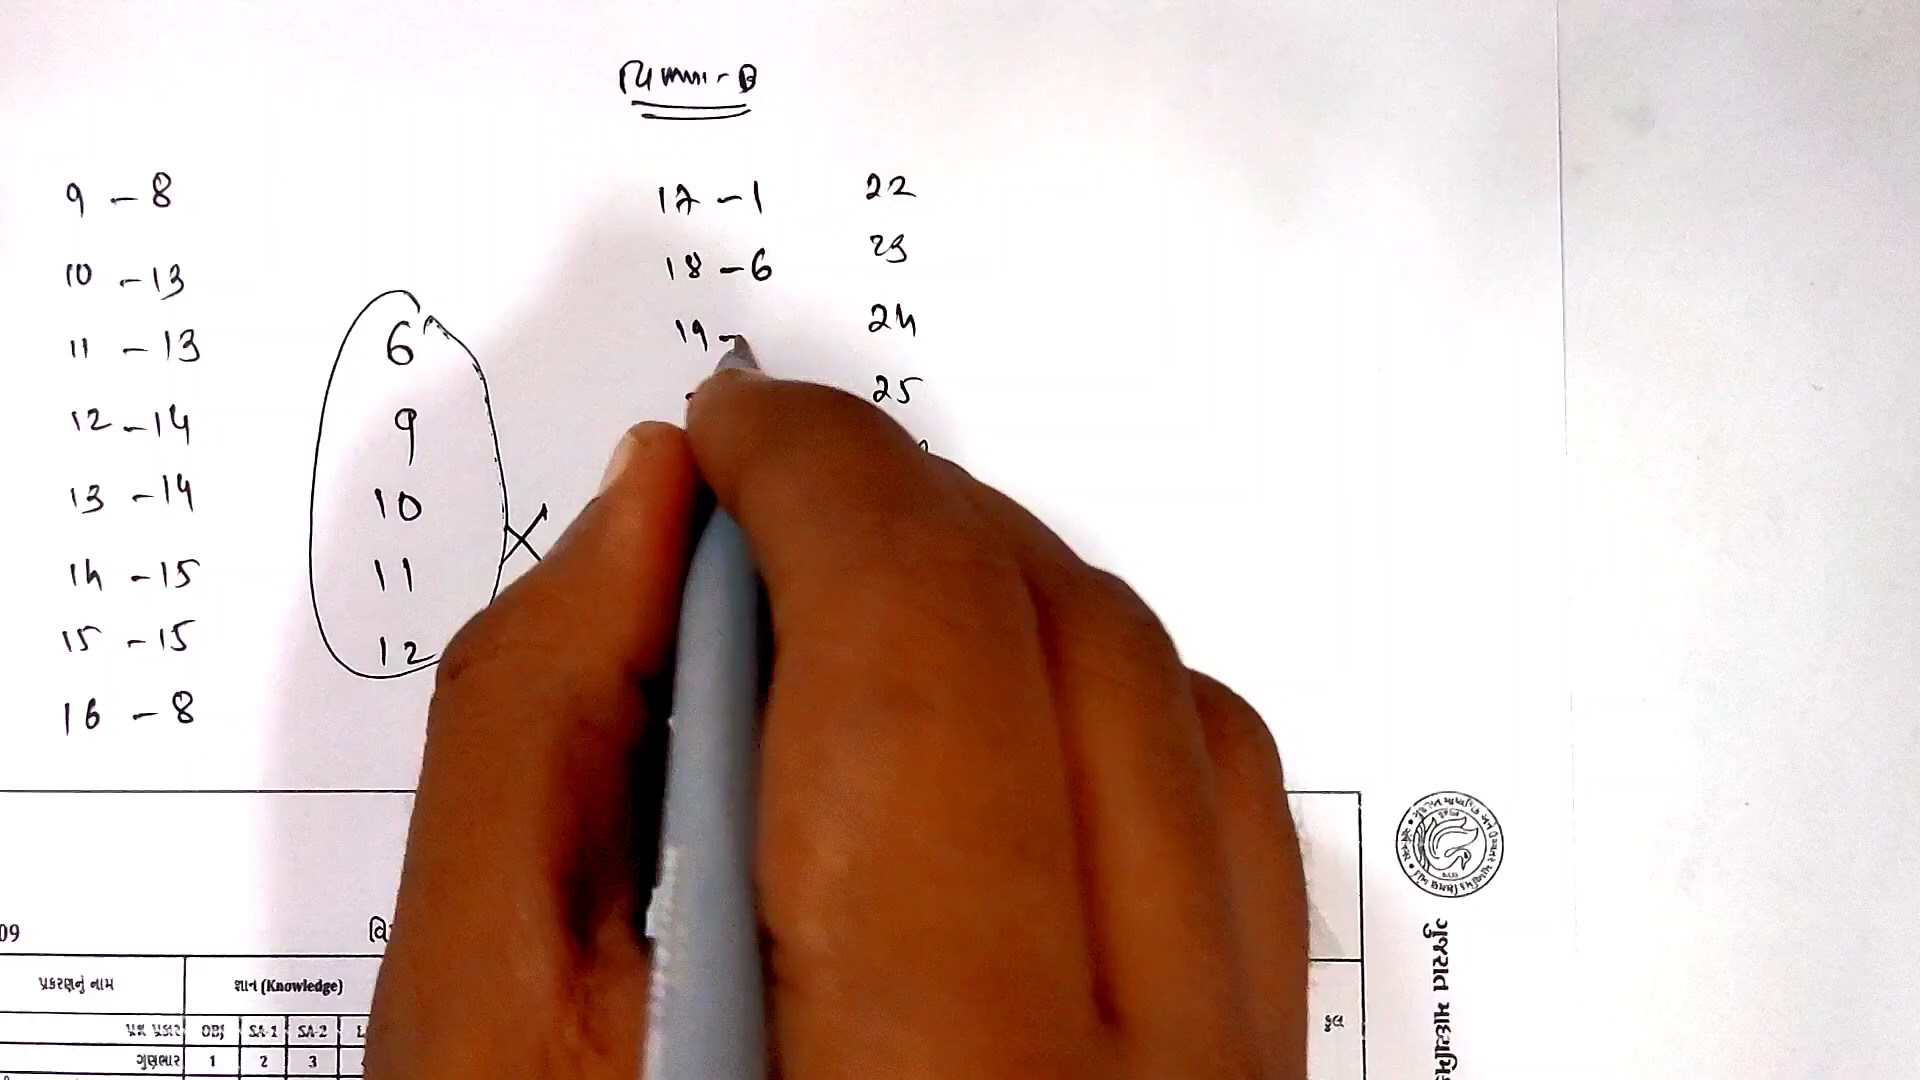 વિભાગ-B
9 - 8
10 - 13
11 - 13
12 - 14
13 - 14
14 - 15
15 - 15
16 - 8
6
9
10
11
12
17 - 1
18 - 6
19 -
22
23
24
25
09
પ્રકરણનું નામ
જ્ઞાન (Knowledge)
પ્રશ્ન પ્રકાર OBJ SA-1 SA-2
ગુણભાર 1 2 3
કુલ
ગુજરાત માધ્યમિક